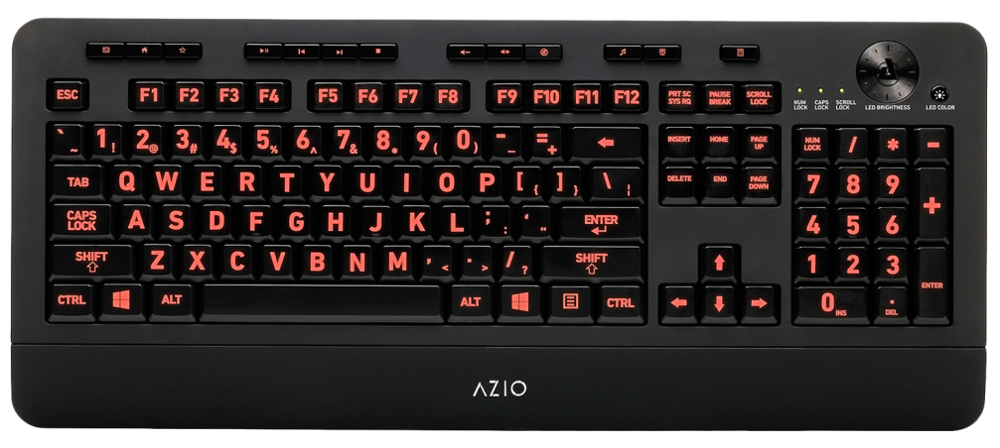 ESC F1 F2 F3 F4 F5 F6 F7 F8 F9 F10 F11 F12 PRT SC SYS RQ PAUSE BREAK SCROLL LOCK NUM LOCK CAPS LOCK SCROLL LOCK LED BRIGHTNESS LED COLOR
` ~ 1 ! 2 @ 3 # 4 $ 5 % 6 ^ 7 & 8 * 9 ( 0 ) - _ = + ← INSERT HOME PAGE UP NUM LOCK / * -
TAB Q W E R T Y U I O P [ { ] } \ ¦ DELETE END PAGE DOWN 7 8 9 +
CAPS LOCK A S D F G H J K L ; : ‘ “ ENTER ↵ 4 5 6
SHIFT ⇧ Z X C V B N M , < . > / ? SHIFT ⇧ ↑ 1 2 3 ENTER
CTRL ALT ALT CTRL ← ↓ → 0 INS . DEL
AZIO